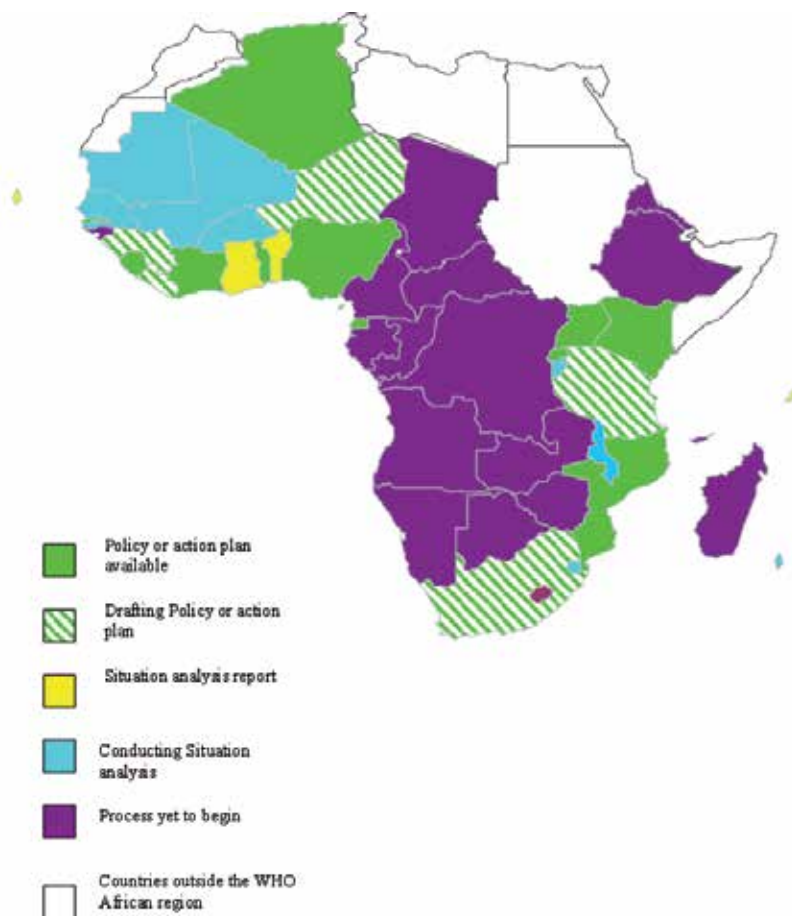 Policy or action plan
available
Drafting Policy or action
plan
Situation analysis report
Conducting Situation
analysis
Process yet to begin
Countries outside the WHO
African region